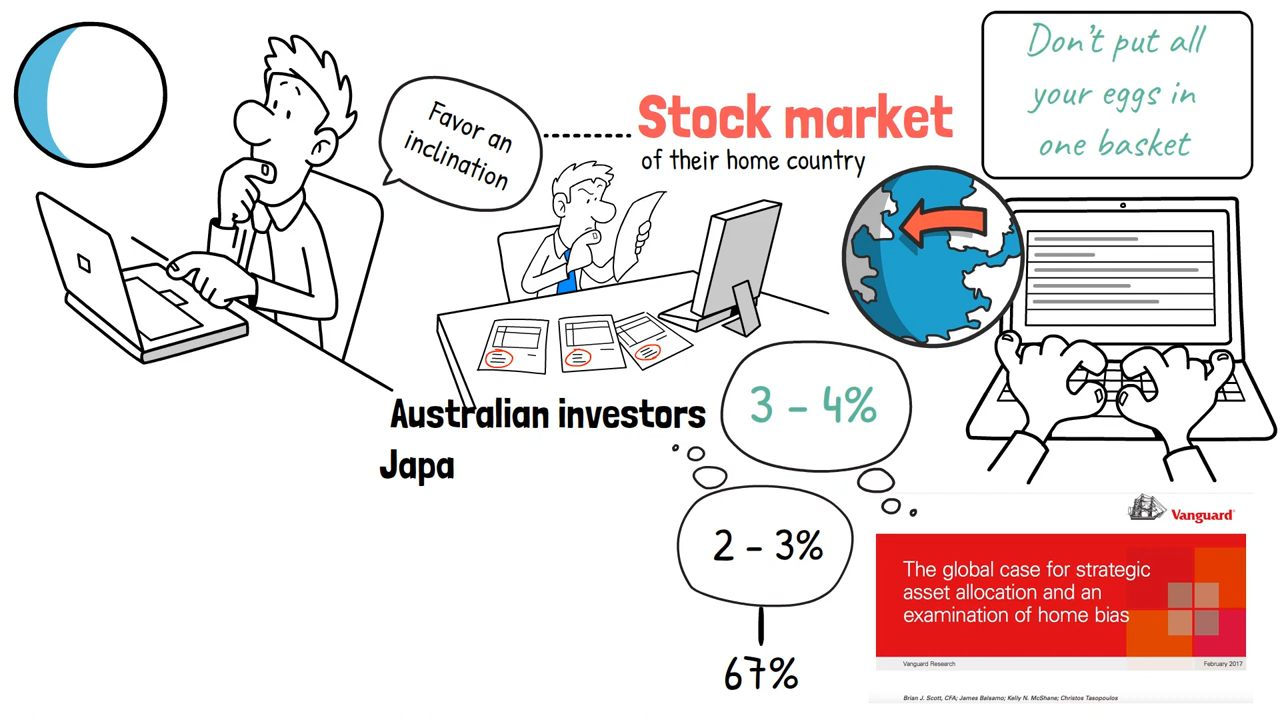 Favor an
inclination
Stock market
of their home country
Don't put all
your eggs in
one basket
Australian investors
Japa
3 - 4%
2 - 3%
67%
Vanguard®
The global case for strategic
asset allocation and an
examination of home bias
Vanguard Research
February 2017
Brian J. Scott, CFA; James Balsamo; Kelly N. McShane; Christos Tasopoulos